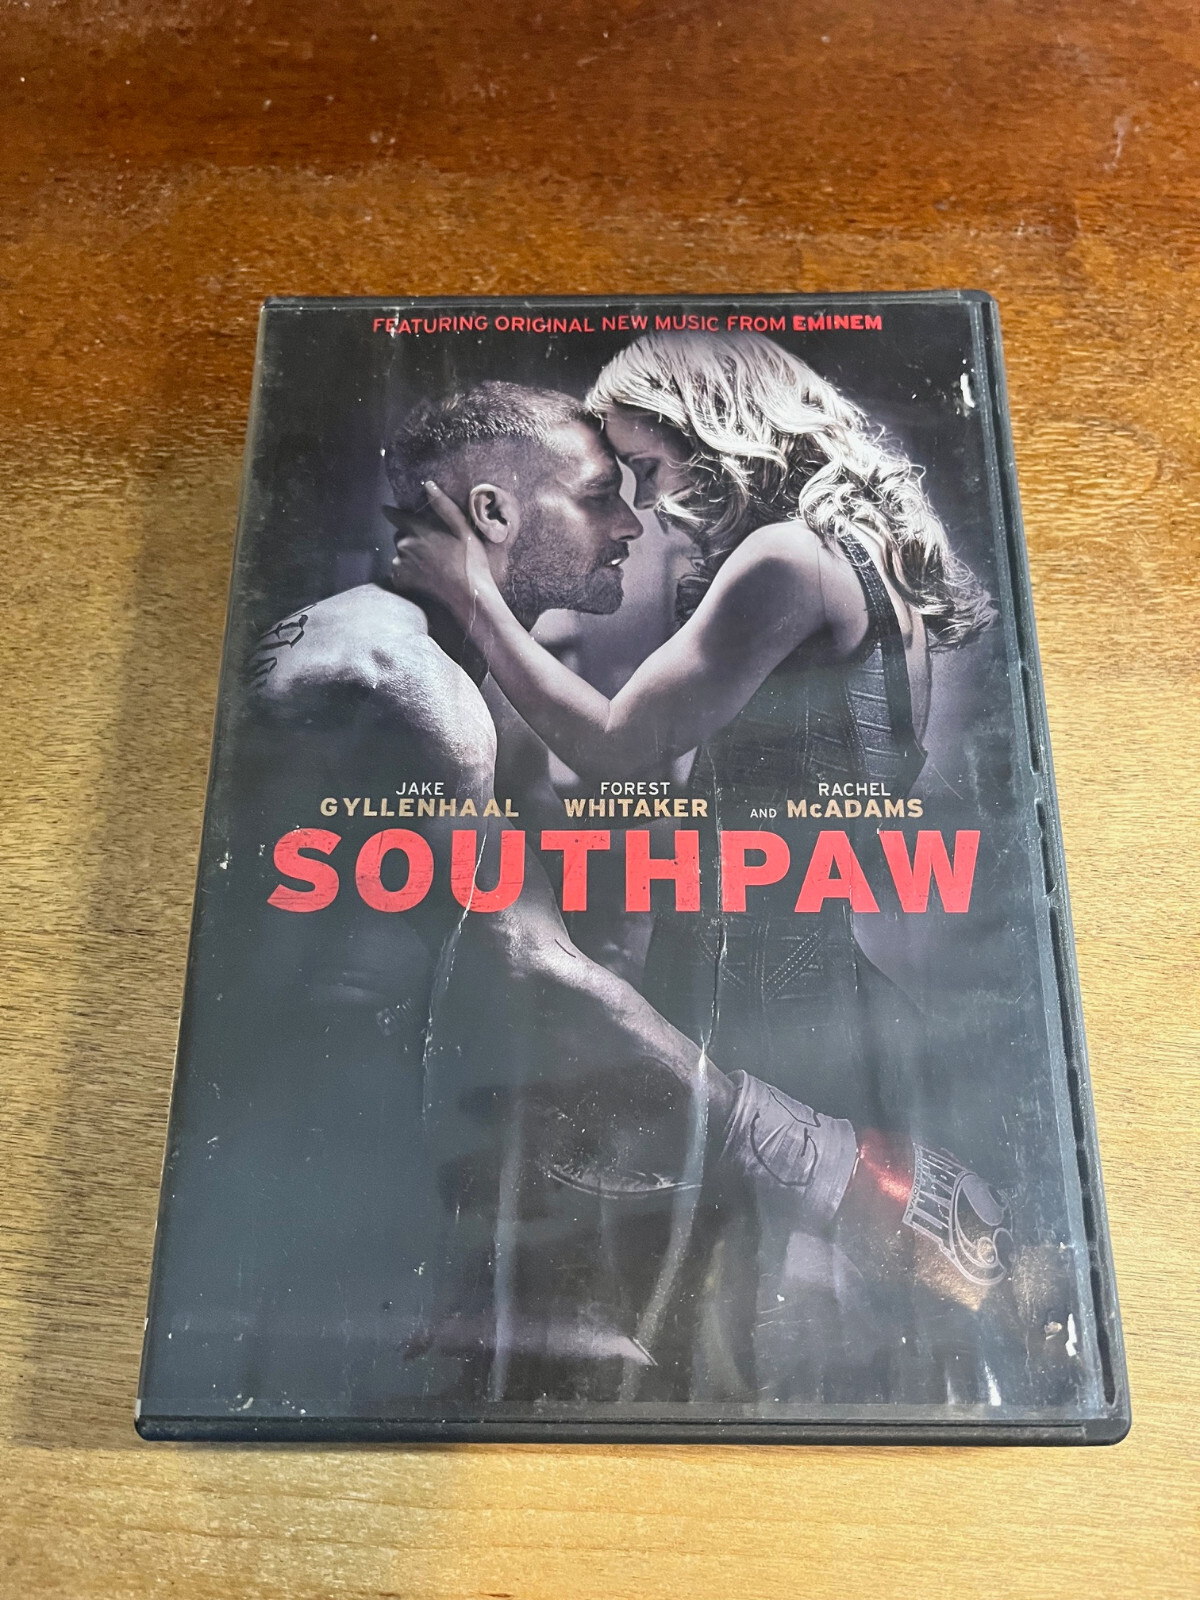 FEATURING ORIGINAL NEW MUSIC FROM EMINEM
JAKE GYLLENHAAL
FOREST WHITAKER
AND RACHEL McADAMS
SOUTHPAW